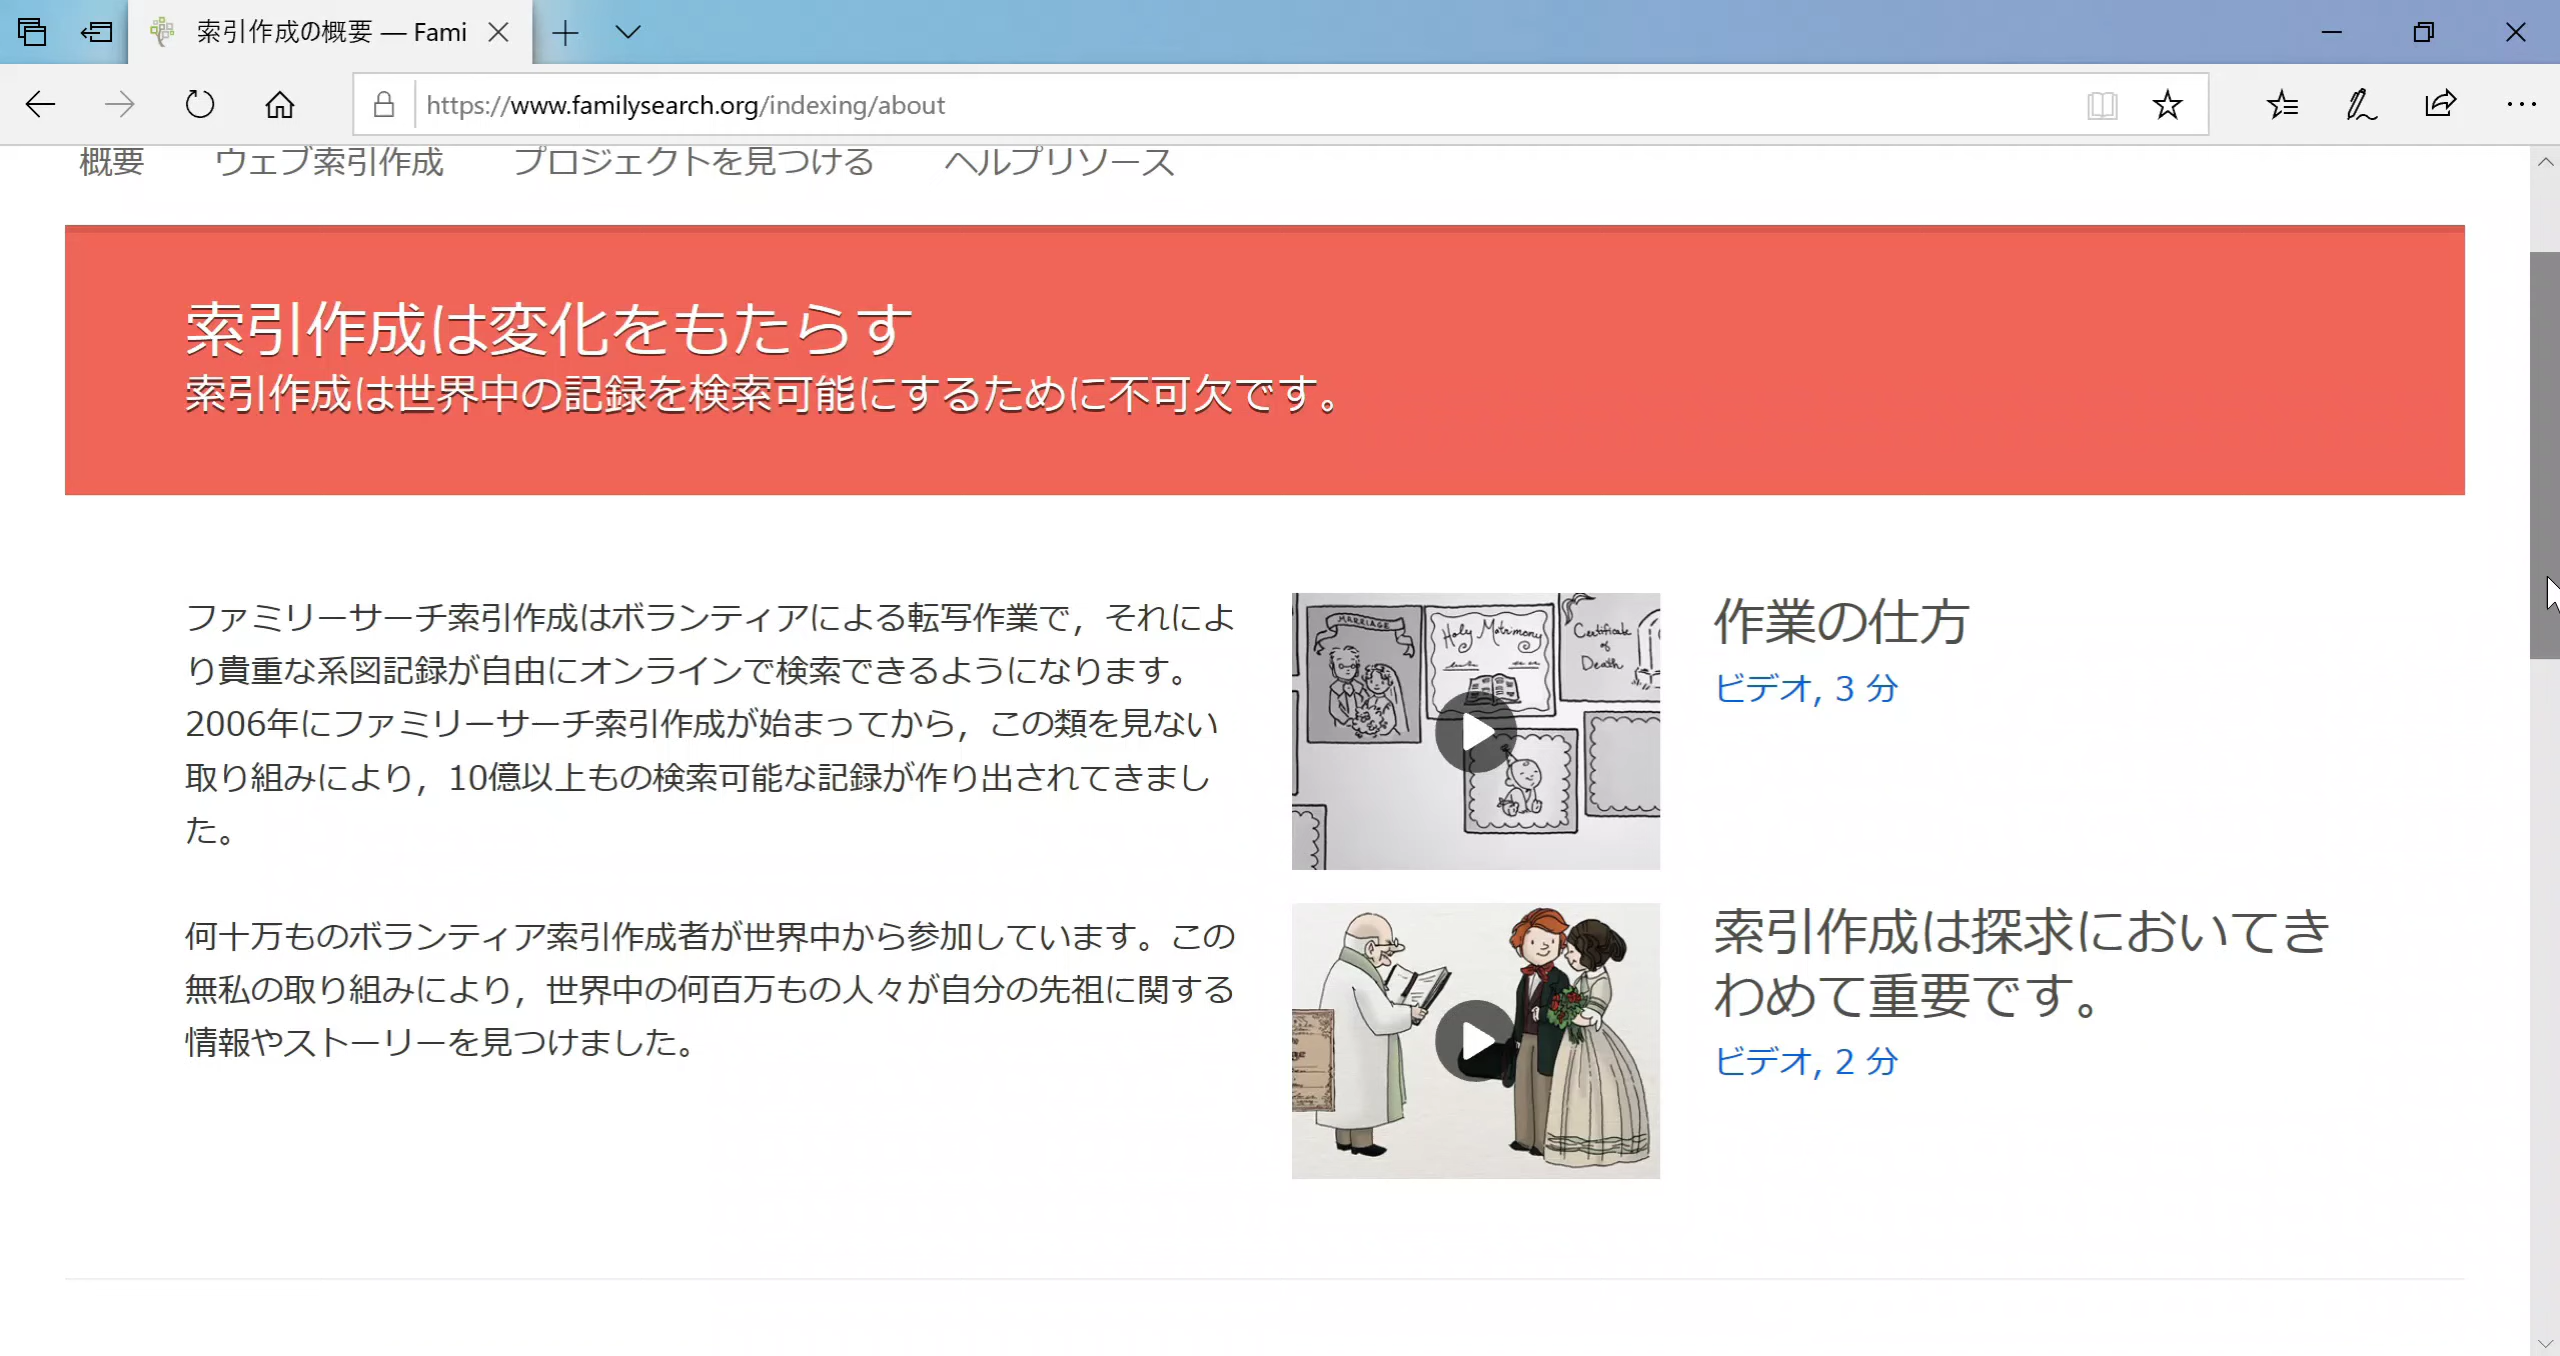 索引作成の概要 — Fami
https://www.familysearch.org/indexing/about
概要 ウェブ索引作成 プロジェクトを見つける ヘルプリソース
索引作成は変化をもたらす
索引作成は世界中の記録を検索可能にするために不可欠です。
ファミリーサーチ索引作成はボランティアによる転写作業で，それによ
り貴重な系図記録が自由にオンラインで検索できるようになります。
2006年にファミリーサーチ索引作成が始まってから，この類を見ない
取り組みにより，10億以上もの検索可能な記録が作り出されてきまし
た。
何十万ものボランティア索引作成者が世界中から参加しています。この
無私の取り組みにより，世界中の何百万もの人々が自分の先祖に関する
情報やストーリーを見つけました。
MARRIAGE
Holy Matrimony
Certificate
of
Death
作業の仕方
ビデオ, 3 分
索引作成は探求においてき
わめて重要です。
ビデオ, 2 分